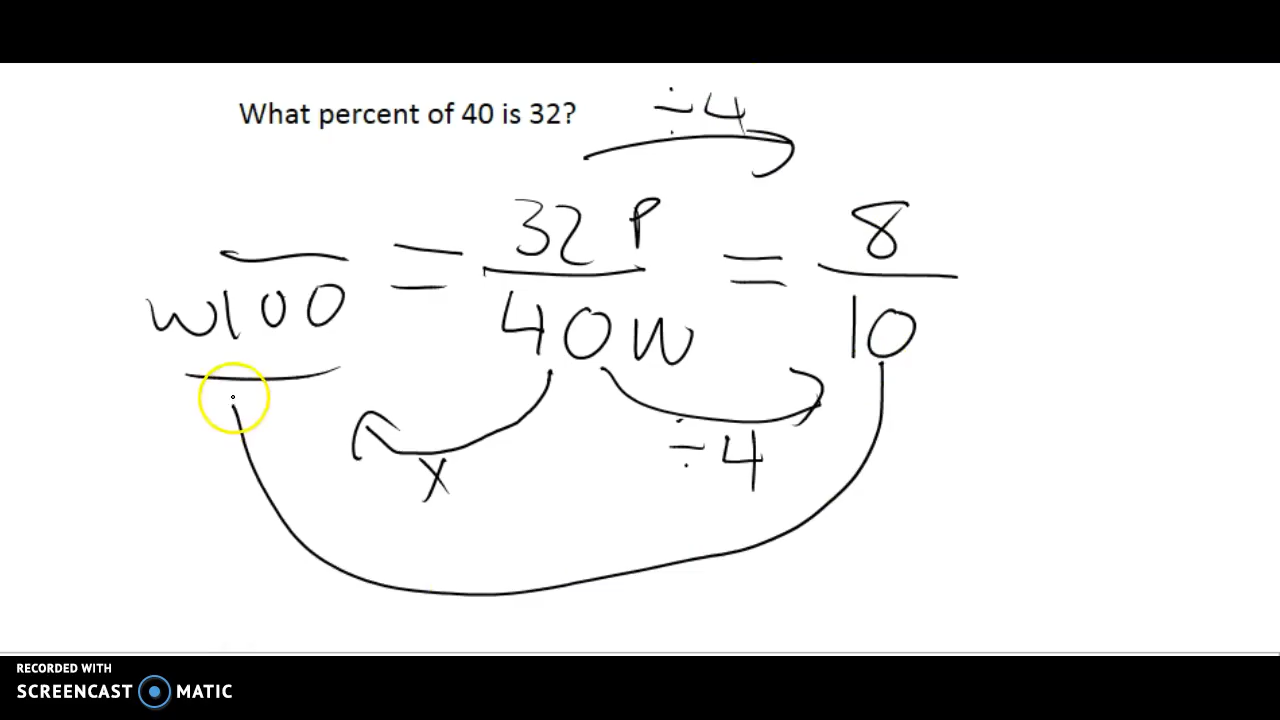 What percent of 40 is 32?
÷4
32 P
8
=
=
W100
40 W
10
÷4
X
RECORDED WITH
SCREENCAST MATIC